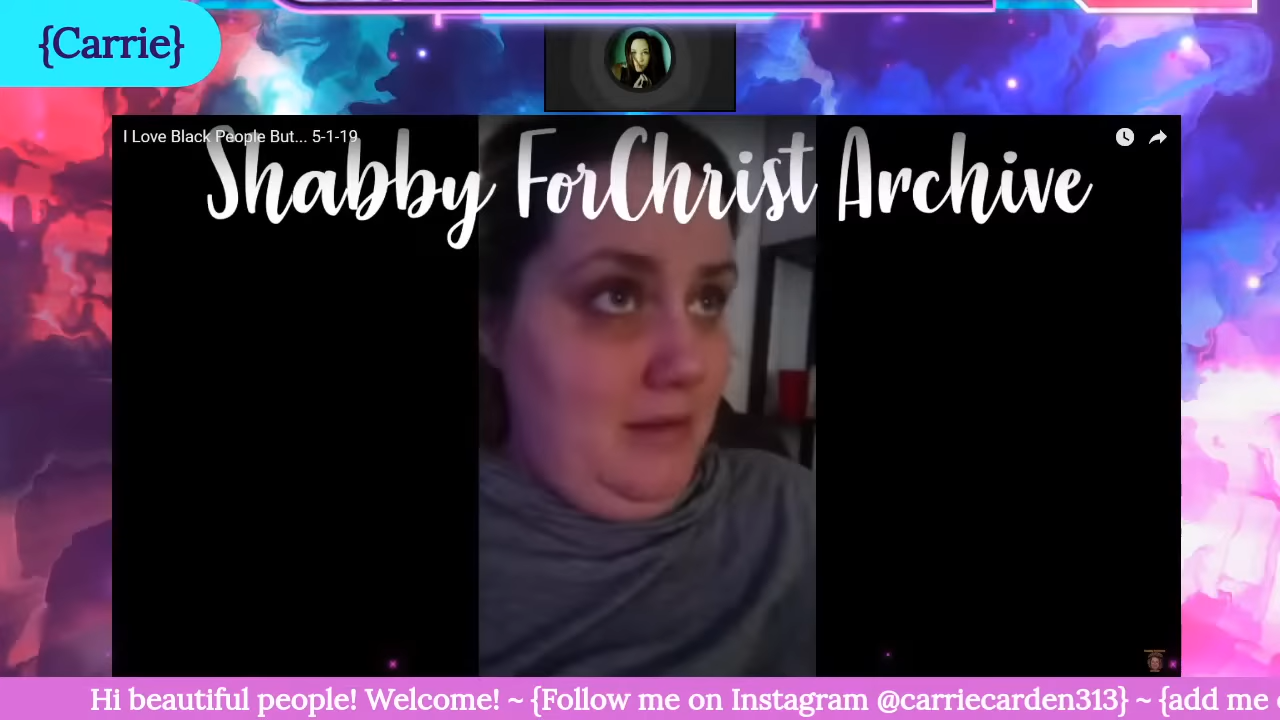 {Carrie}
I Love Black People But... 5-1-19
Shabby ForChrist Archive
Hi beautiful people! Welcome! ~ {Follow me on Instagram @carriecarden313} ~ {add me